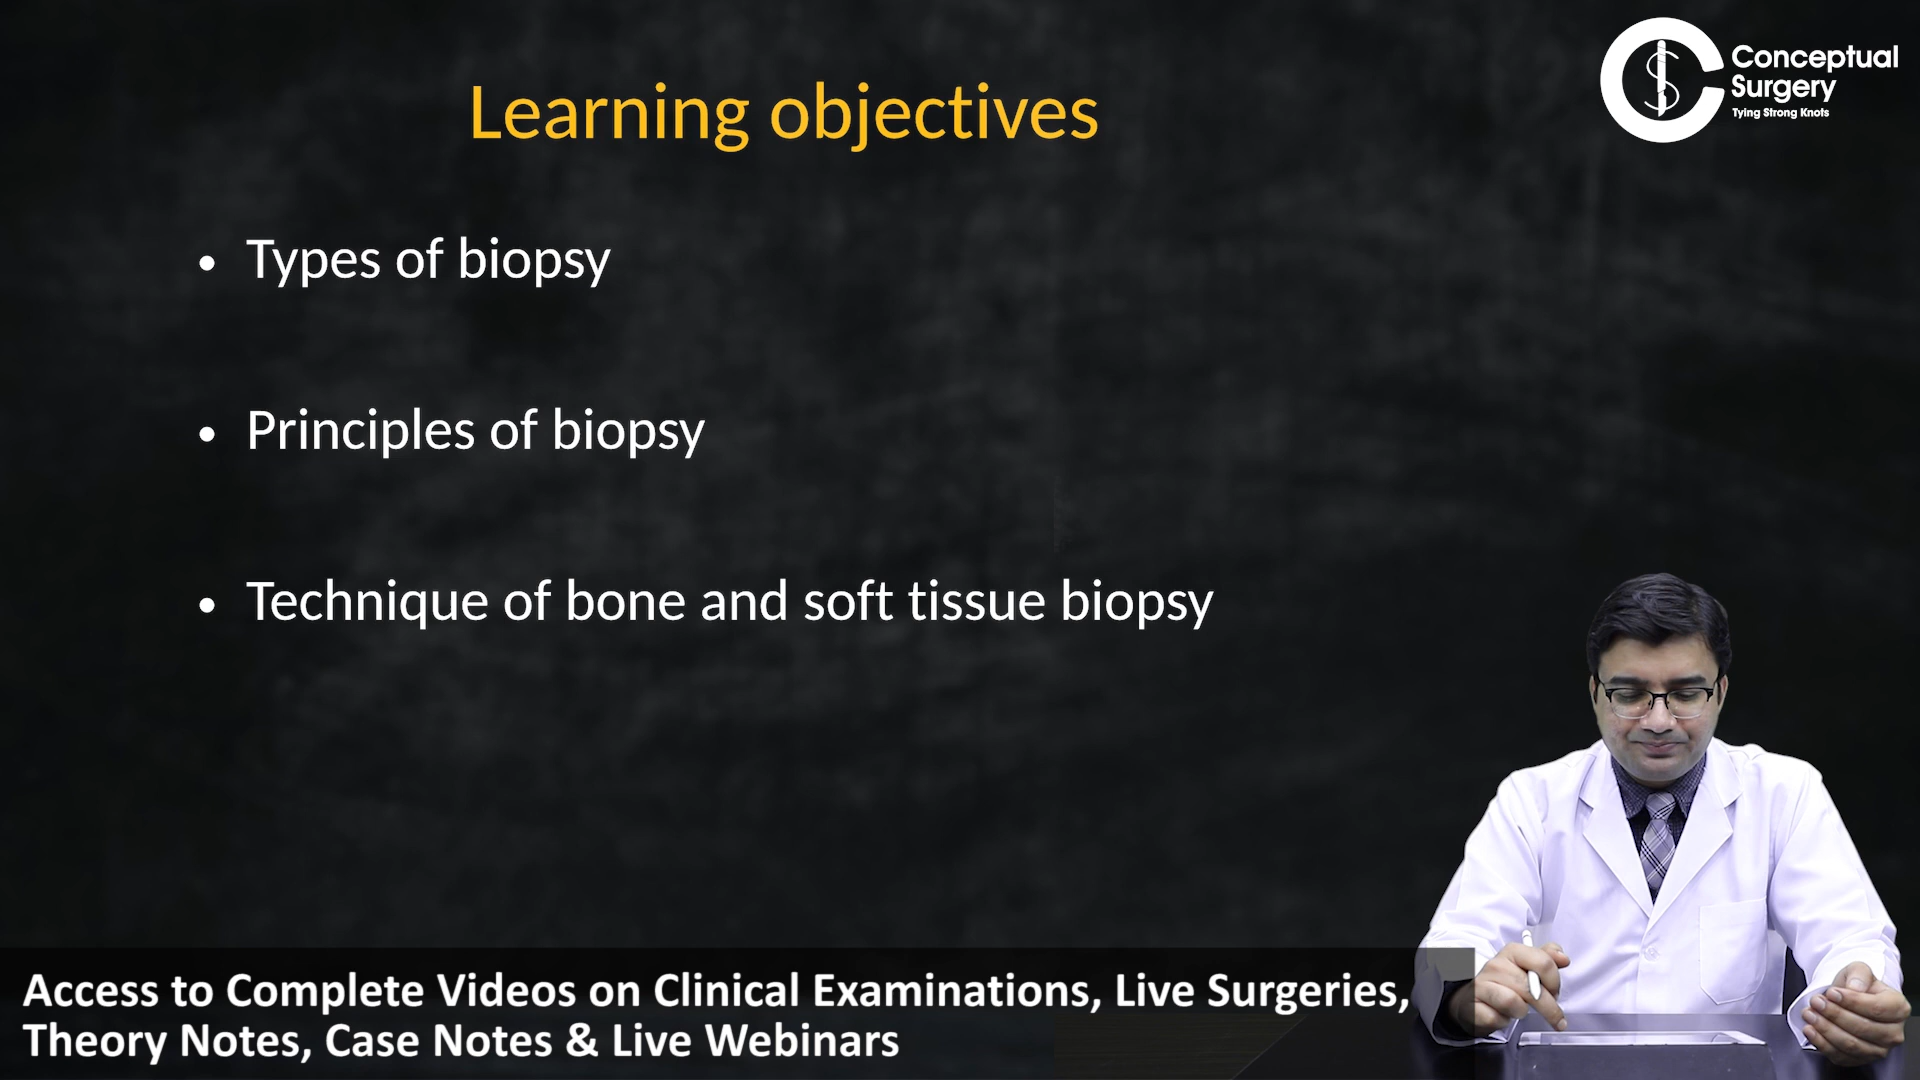 Conceptual
Surgery
Tying Strong Knots
Learning objectives
• Types of biopsy
• Principles of biopsy
• Technique of bone and soft tissue biopsy
Access to Complete Videos on Clinical Examinations, Live Surgeries,
Theory Notes, Case Notes & Live Webinars